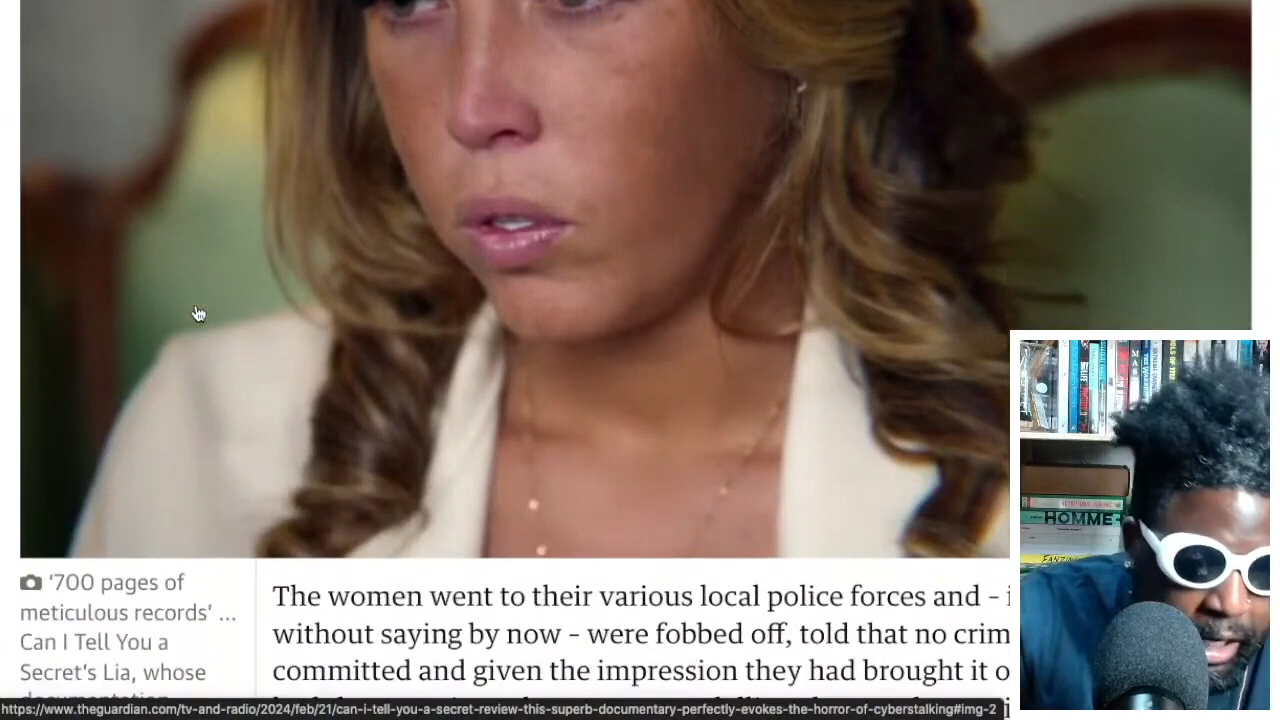 HOMME
'700 pages of
meticulous records' ...
Can I Tell You a
Secret's Lia, whose
documentation
The women went to their various local police forces and – i
without saying by now – were fobbed off, told that no crim
committed and given the impression they had brought it o
https://www.theguardian.com/tv-and-radio/2024/feb/21/can-i-tell-you-a-secret-review-this-superb-documentary-perfectly-evokes-the-horror-of-cyberstalking#img-2